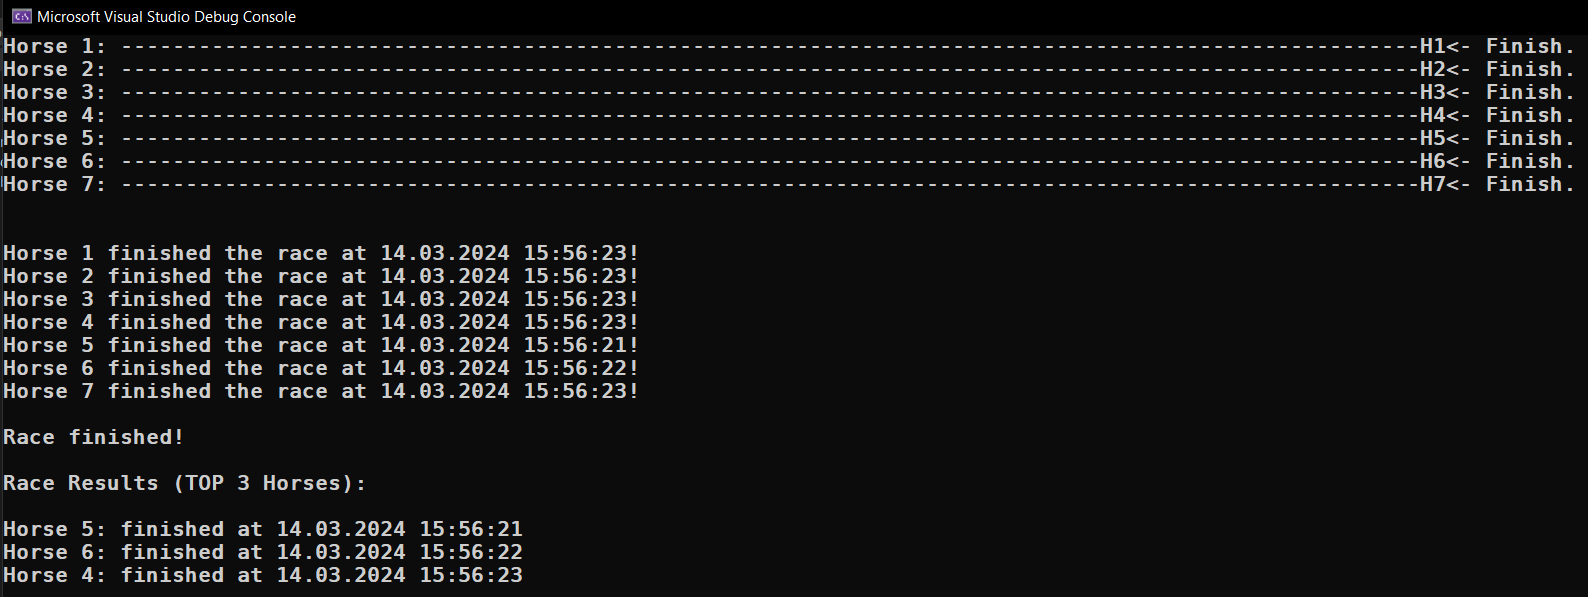 Microsoft Visual Studio Debug Console
Horse 1: ----------------------------------------------------------------------------------------------------H1<- Finish.
Horse 2: ----------------------------------------------------------------------------------------------------H2<- Finish.
Horse 3: ----------------------------------------------------------------------------------------------------H3<- Finish.
Horse 4: ----------------------------------------------------------------------------------------------------H4<- Finish.
Horse 5: ----------------------------------------------------------------------------------------------------H5<- Finish.
Horse 6: ----------------------------------------------------------------------------------------------------H6<- Finish.
Horse 7: ----------------------------------------------------------------------------------------------------H7<- Finish.
Horse 1 finished the race at 14.03.2024 15:56:23!
Horse 2 finished the race at 14.03.2024 15:56:23!
Horse 3 finished the race at 14.03.2024 15:56:23!
Horse 4 finished the race at 14.03.2024 15:56:23!
Horse 5 finished the race at 14.03.2024 15:56:21!
Horse 6 finished the race at 14.03.2024 15:56:22!
Horse 7 finished the race at 14.03.2024 15:56:23!
Race finished!
Race Results (TOP 3 Horses):
Horse 5: finished at 14.03.2024 15:56:21
Horse 6: finished at 14.03.2024 15:56:22
Horse 4: finished at 14.03.2024 15:56:23